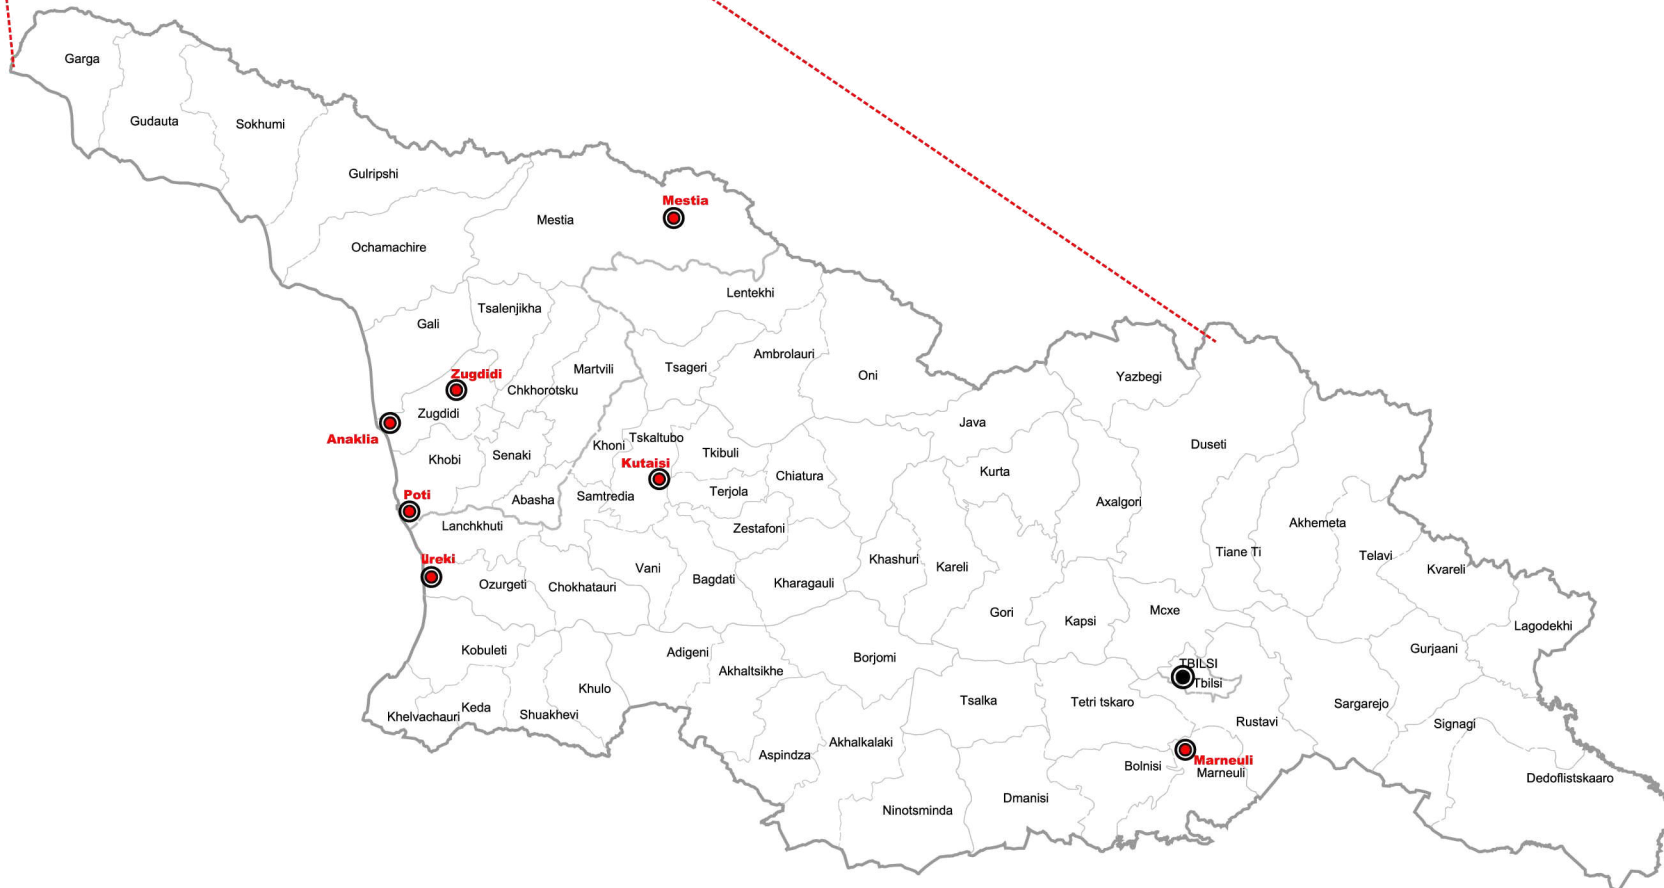 Garga
Gudauta
Sokhumi
Gulripshi
Mestia
Mestia
Ochamachire
Lentekhi
Tsalenjikha
Gali
Ambrolauri
Martvili
Tsageri
Oni
Zugdidi
Yazbegi
Chkhorotsku
Zugdidi
Java
Anaklia
Tskaltubo
Khoni
Duseti
Tkibuli
Senaki
Khobi
Kutaisi
Kurta
Chiatura
Terjola
Poti
Samtredia
Abasha
Axalgori
Lanchkhuti
Zestafoni
Akhemeta
Ureki
Khashuri
Tiane Ti
Telavi
Kareli
Vani
Kvareli
Ozurgeti
Chokhatauri
Bagdati
Kharagauli
Gori
Mcxe
Kapsi
Lagodekhi
Kobuleti
Adigeni
Borjomi
Gurjaani
TBILSI
Akhaltsikhe
Tbilsi
Khulo
Tsalka
Tetri tskaro
Sargarejo
Keda
Khelvachauri
Shuakhevi
Rustavi
Signagi
Akhalkalaki
Aspindza
Marneuli
Bolnisi
Marneuli
Dedoflistskaaro
Dmanisi
Ninotsminda